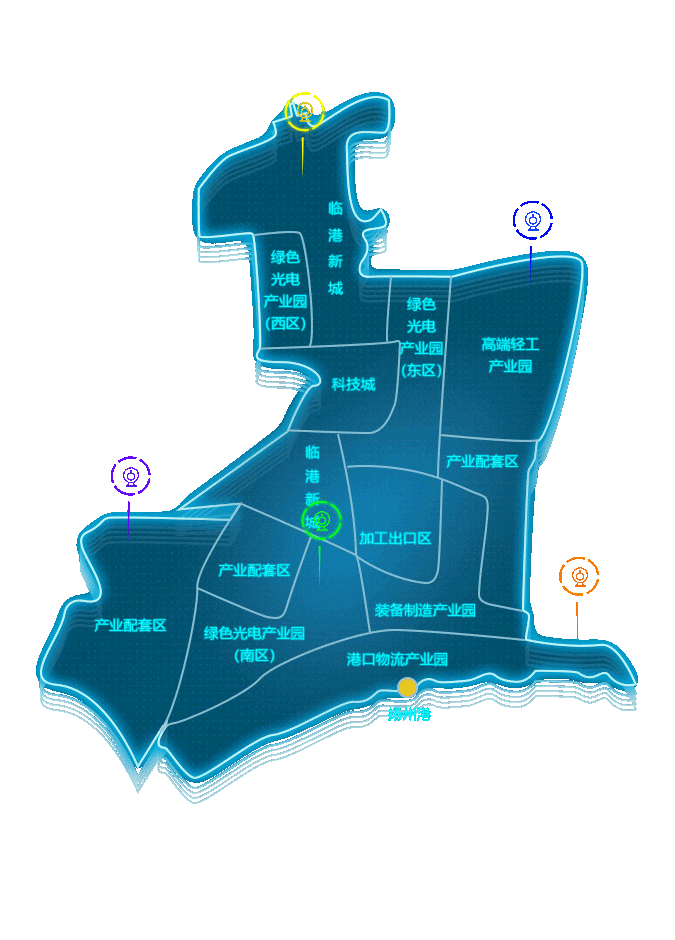 临
港
新
城
绿色
光电
产业园
(西区)
绿色
光电
产业园
(东区)
高端轻工
产业园
科技城
临
港
新
城
产业配套区
加工出口区
产业配套区
装备制造产业园
产业配套区
绿色光电产业园
(南区)
港口物流产业园
扬州港